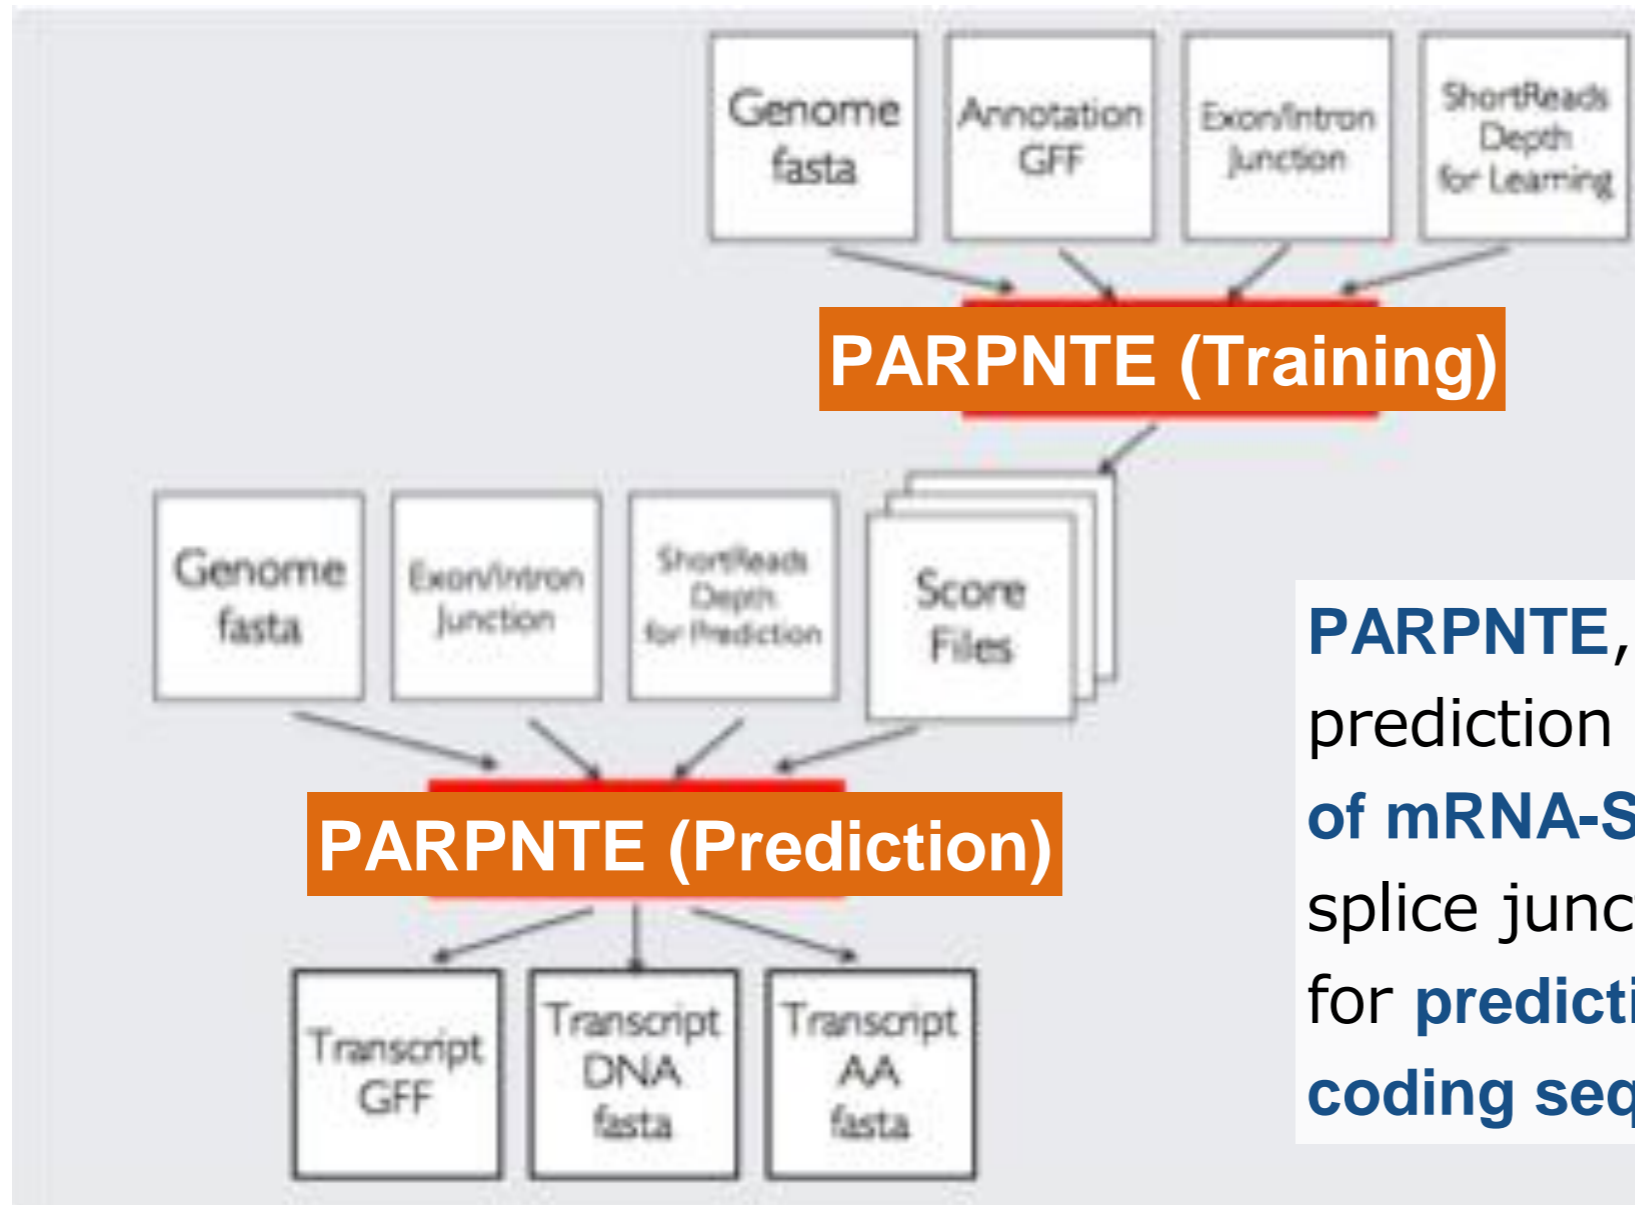 Genome
fasta
Annotation
GFF
Exon/Intron
Junction
ShortReads
Depth
for Learning
PARPNTE (Training)
Genome
fasta
Exon/Intron
Junction
ShortReads
Depth
for Prediction
Score
Files
PARPNTE (Prediction)
Transcript
GFF
Transcript
DNA
fasta
Transcript
AA
fasta
PARPNTE,
prediction
of mRNA-S
splice junc
for predicti
coding seq